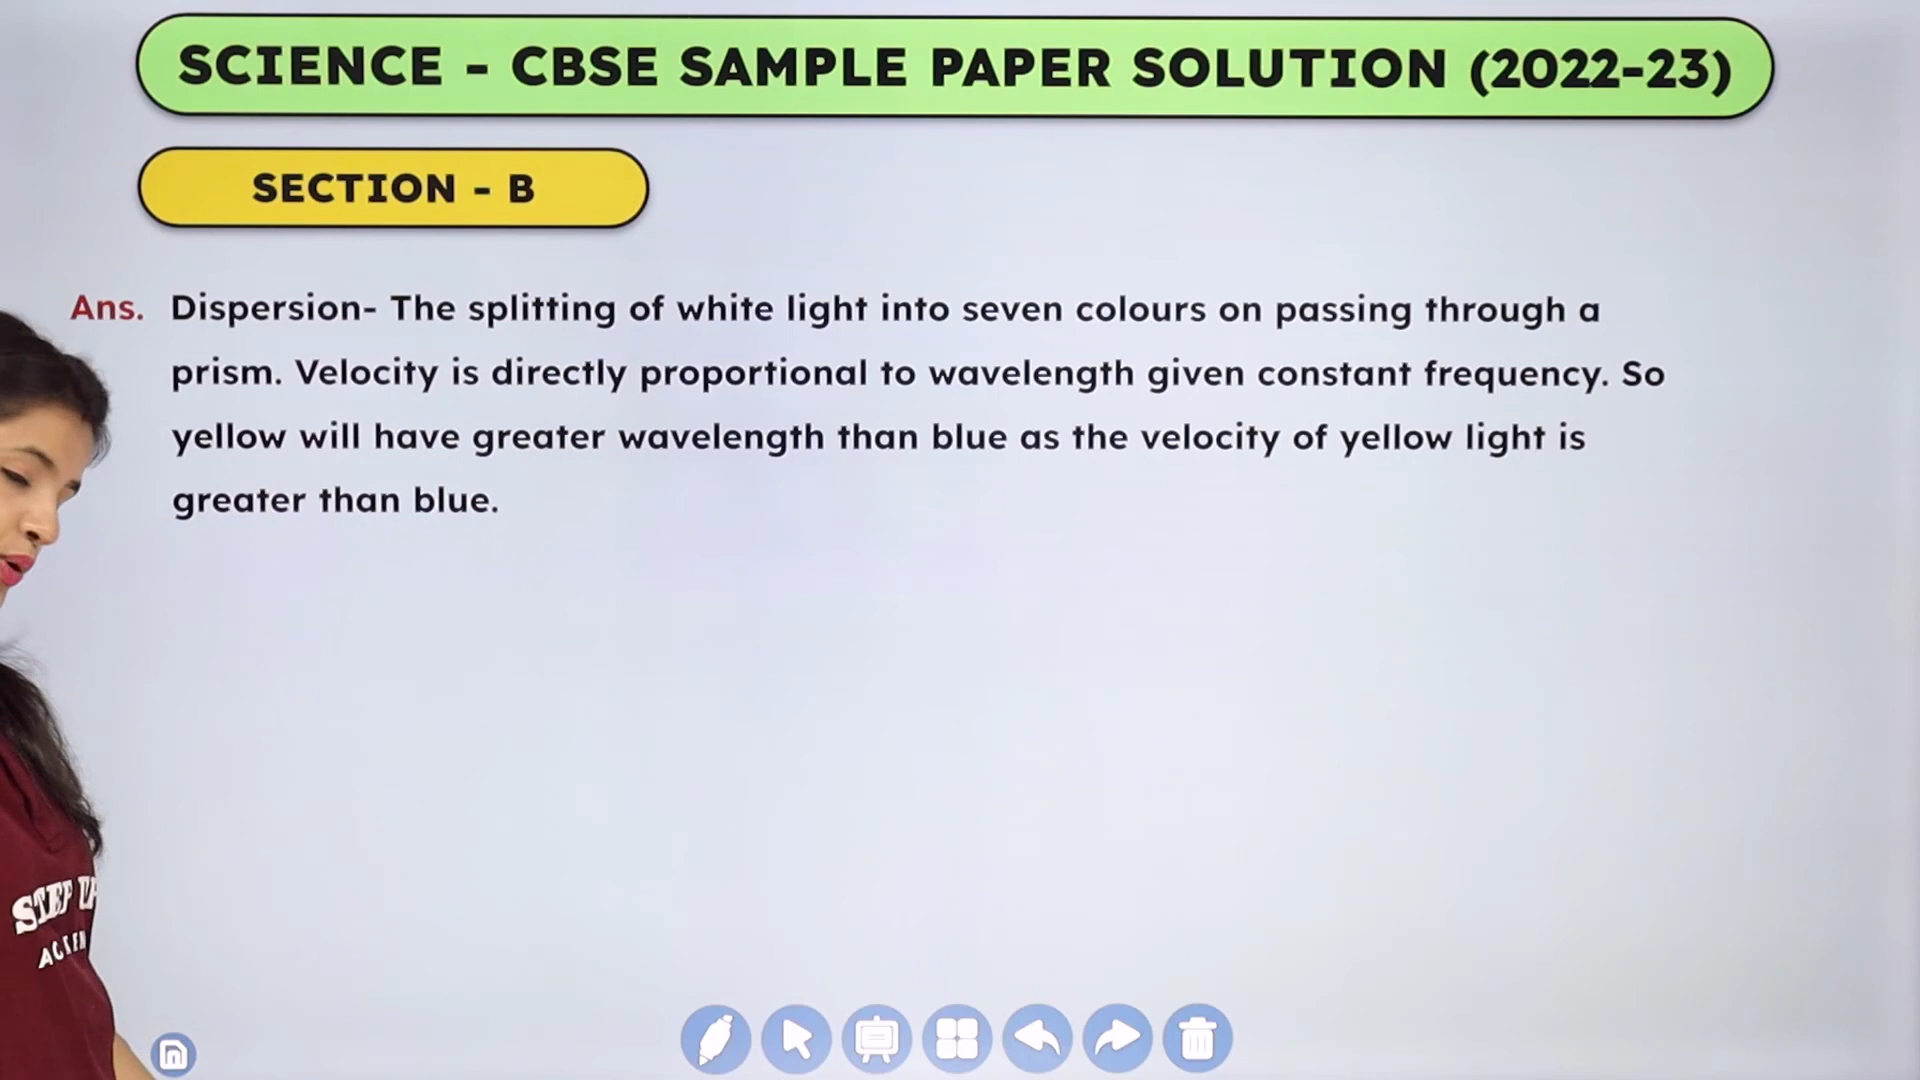 SCIENCE - CBSE SAMPLE PAPER SOLUTION (2022-23)
SECTION - B
Ans. Dispersion- The splitting of white light into seven colours on passing through a
prism. Velocity is directly proportional to wavelength given constant frequency. So
yellow will have greater wavelength than blue as the velocity of yellow light is
greater than blue.
STEP UP